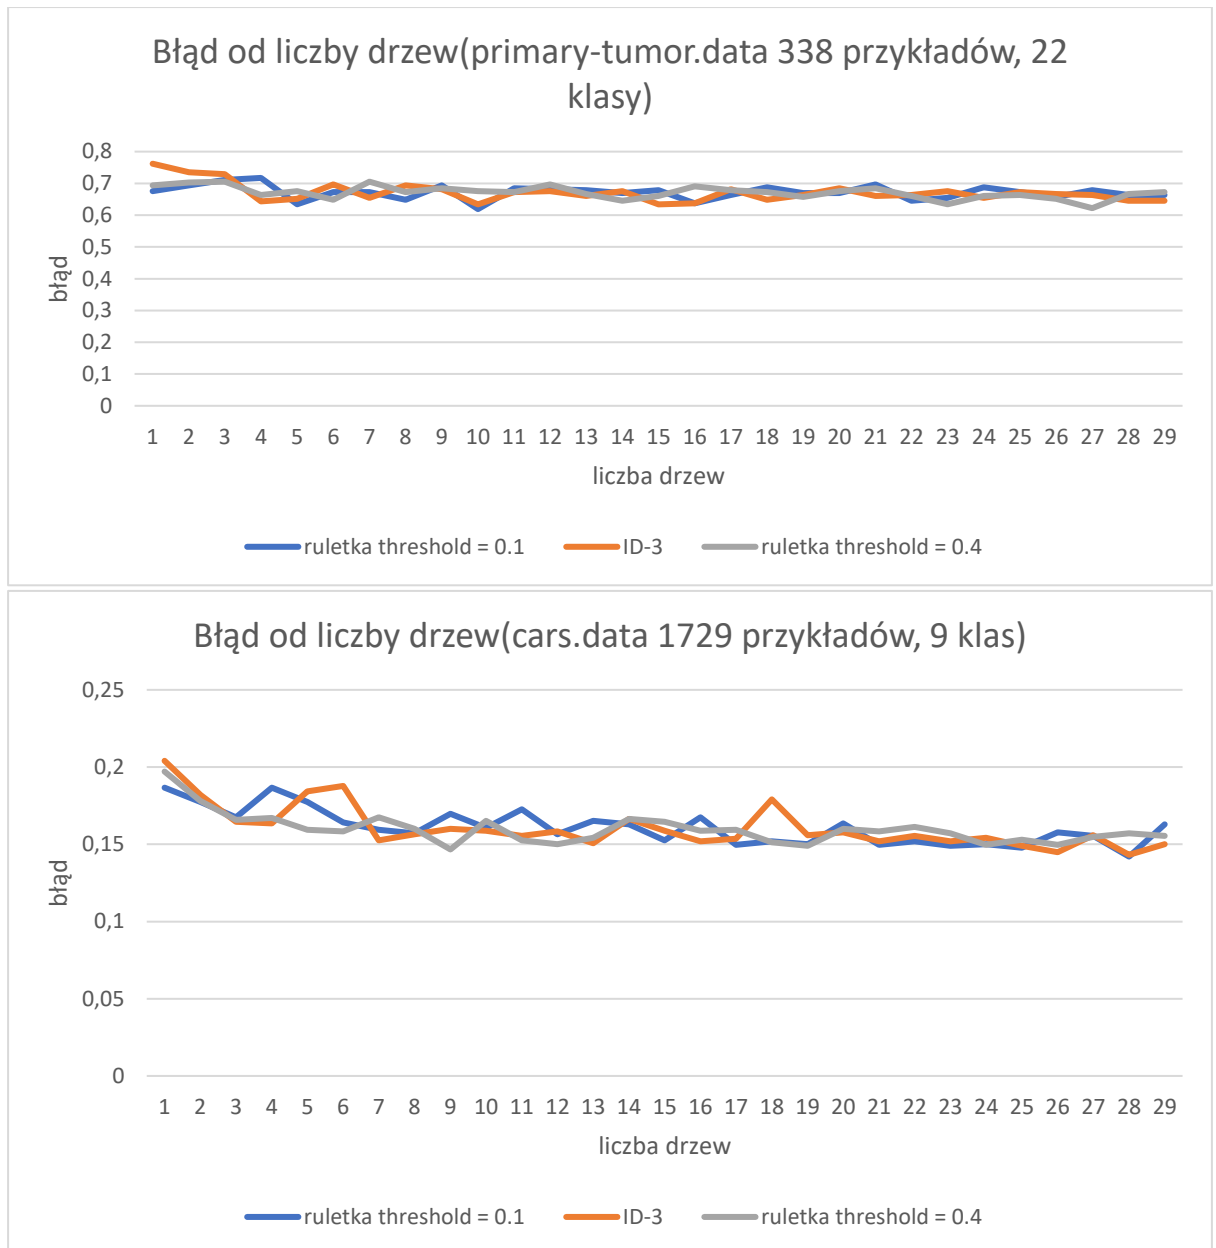 Błąd od liczby drzew(primary-tumor.data 338 przykładów, 22
klasy)
0,8
0,7
0,6
0,5
0,4
0,3
0,2
0,1
0
błąd
1 2 3 4 5 6 7 8 9 10 11 12 13 14 15 16 17 18 19 20 21 22 23 24 25 26 27 28 29
liczba drzew
ruletka threshold = 0.1 ID-3 ruletka threshold = 0.4
Błąd od liczby drzew(cars.data 1729 przykładów, 9 klas)
0,25
0,2
0,15
0,1
0,05
0
błąd
1 2 3 4 5 6 7 8 9 10 11 12 13 14 15 16 17 18 19 20 21 22 23 24 25 26 27 28 29
liczba drzew
ruletka threshold = 0.1 ID-3 ruletka threshold = 0.4